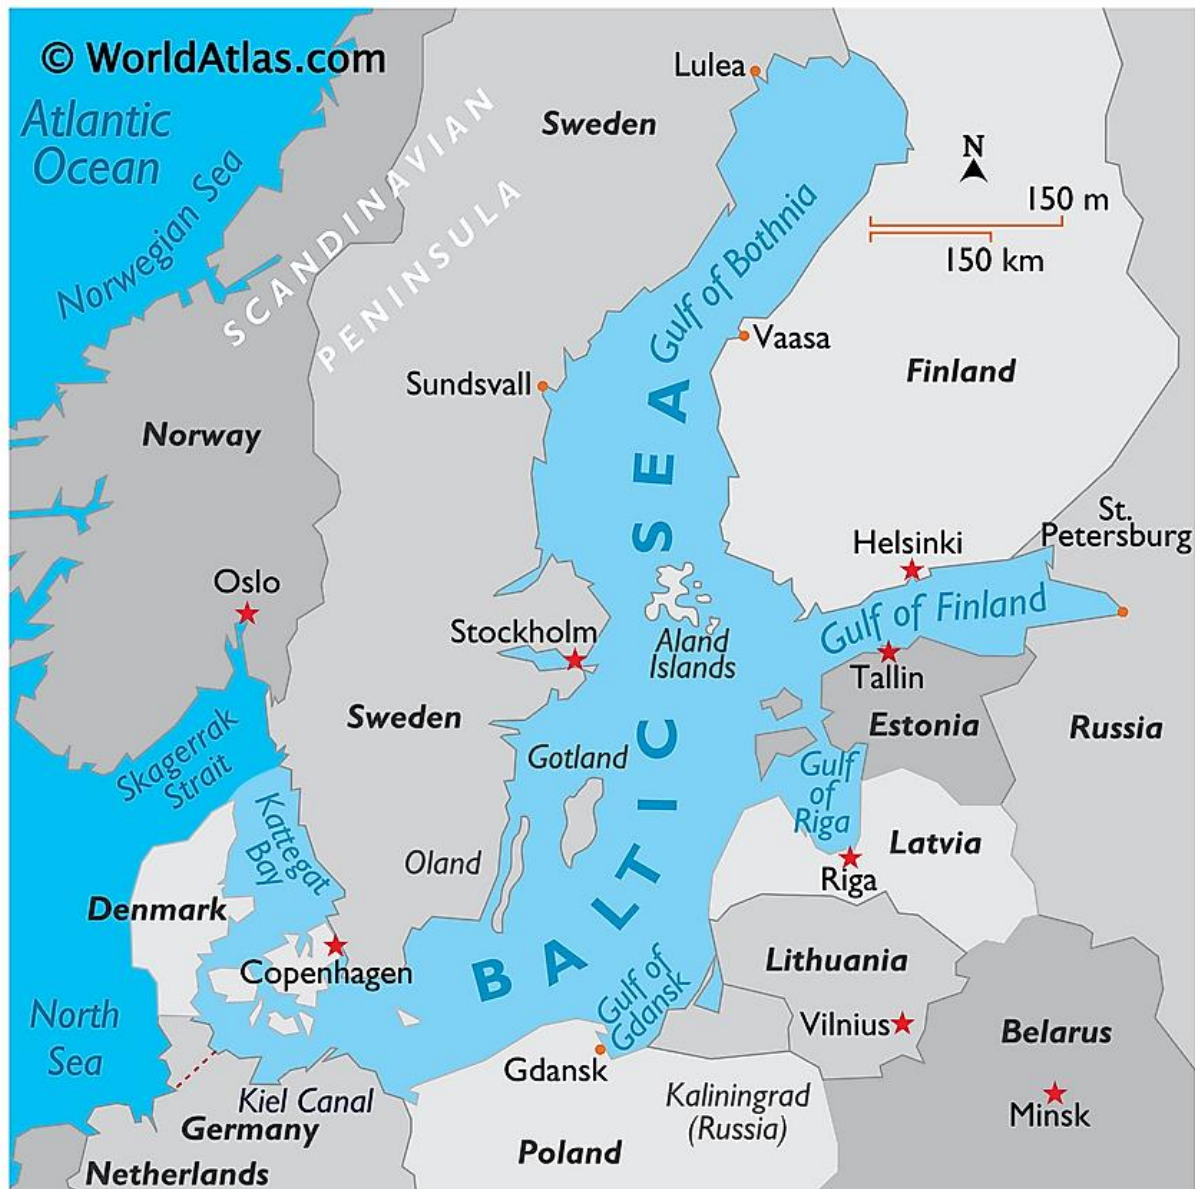 © WorldAtlas.com
Atlantic
Ocean
Norwegian Sea
SCANDINAVIAN
PENINSULA
Lulea
Sweden
N
150 m
150 km
Gulf of Bothnia
Vaasa
Finland
Sundsvall
Norway
BALTIC SEA
St.
Petersburg
Helsinki
Gulf of Finland
Oslo
Stockholm
Aland
Islands
Tallin
Estonia
Russia
Sweden
Skagerrak
Strait
Gotland
Gulf
of
Riga
Kattegat
Bay
Oland
Latvia
Riga
Denmark
Copenhagen
Lithuania
Gulf of
Gdansk
Vilnius
Belarus
North
Sea
Gdansk
Kaliningrad
(Russia)
Minsk
Kiel Canal
Germany
Poland
Netherlands